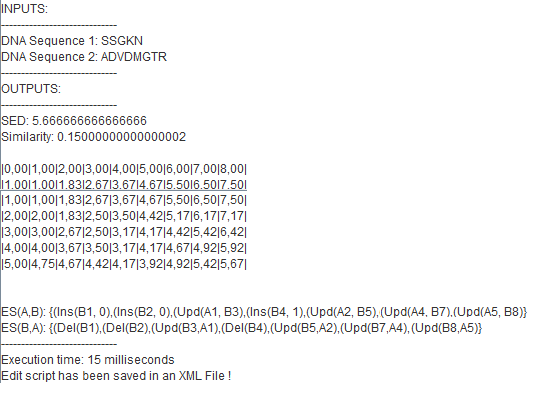 INPUTS:
-----------------------------
DNA Sequence 1: SSGKN
DNA Sequence 2: ADVDMGTR
-----------------------------
OUTPUTS:
-----------------------------
SED: 5.666666666666666
Similarity: 0.15000000000000002
|0,00|1,00|2,00|3,00|4,00|5,00|6,00|7,00|8,00|
|1,00|1,00|1,83|2,67|3,67|4,67|5,50|6,50|7,50|
|1,00|1,00|1,83|2,67|3,67|4,67|5,50|6,50|7,50|
|2,00|2,00|1,83|2,50|3,50|4,42|5,17|6,17|7,17|
|3,00|3,00|2,67|2,50|3,17|4,17|4,42|5,42|6,42|
|4,00|4,00|3,67|3,50|3,17|4,17|4,67|4,92|5,92|
|5,00|4,75|4,67|4,42|4,17|3,92|4,92|5,42|5,67|
ES(A,B): {(Ins(B1, 0),(Ins(B2, 0),(Upd(A1, B3),(Ins(B4, 1),(Upd(A2, B5),(Upd(A4, B7),(Upd(A5, B8)}
ES(B,A): {(Del(B1),(Del(B2),(Upd(B3,A1),(Del(B4),(Upd(B5,A2),(Upd(B7,A4),(Upd(B8,A5)}
-----------------------------
Execution time: 15 milliseconds
Edit script has been saved in an XML File !